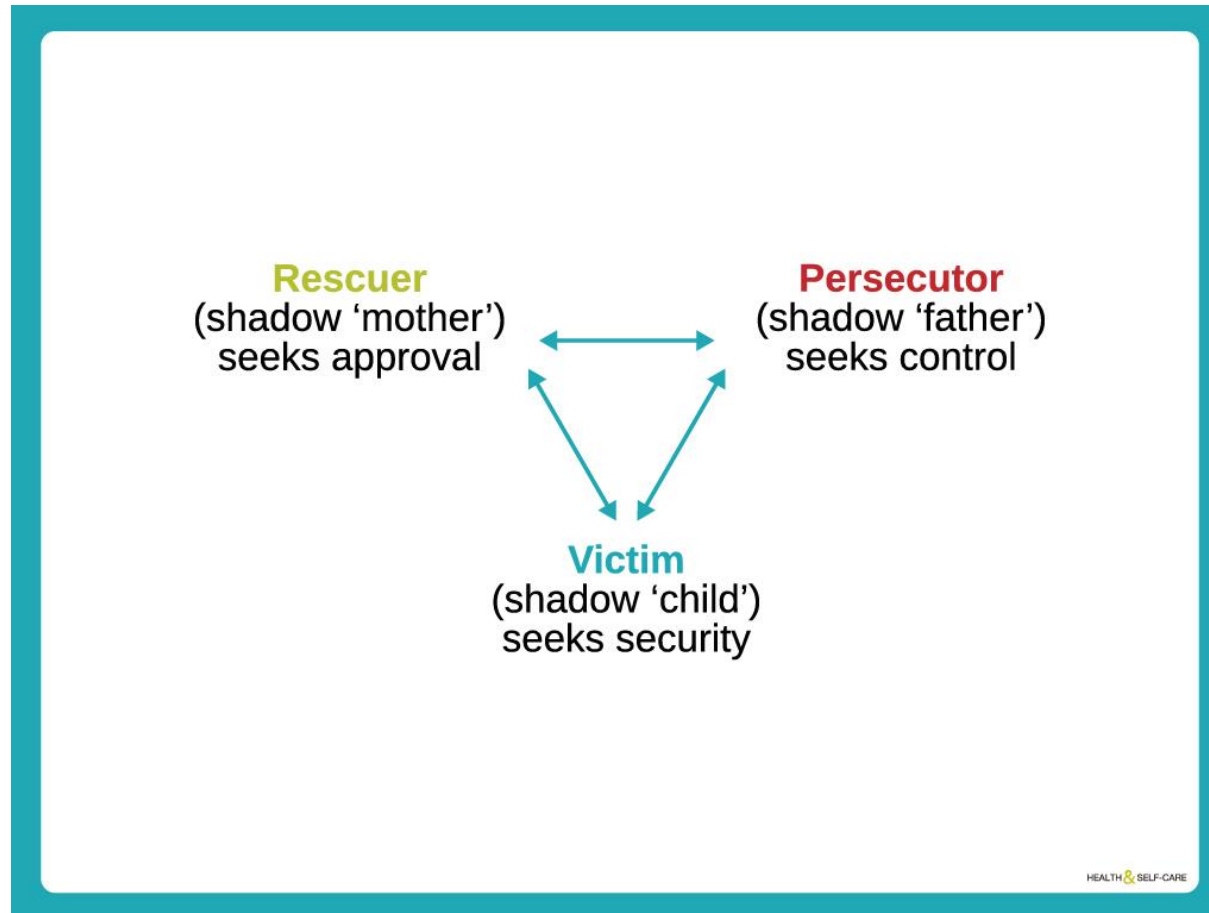 Rescuer
(shadow ‘mother’)
seeks approval
Persecutor
(shadow ‘father’)
seeks control
Victim
(shadow ‘child’)
seeks security
HEALTH & SELF-CARE